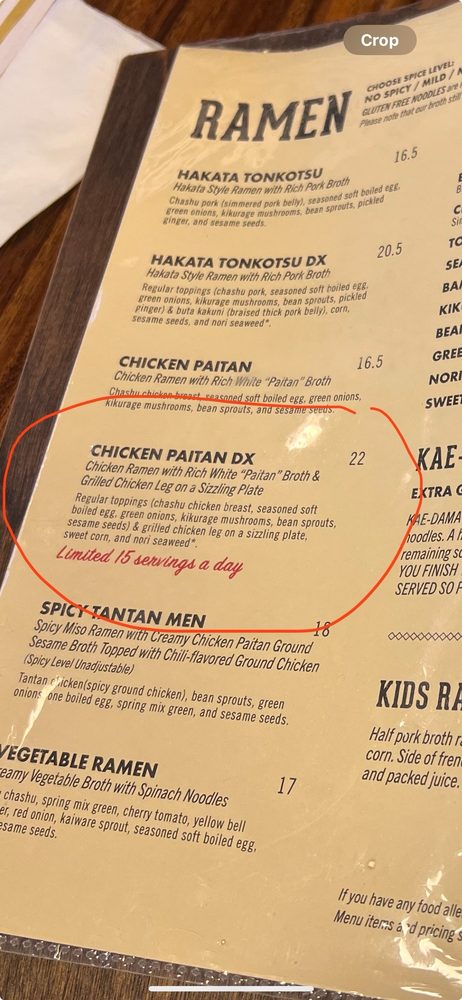 Crop
RAMEN
CHOOSE SPICE LEVEL:
NO SPICY / MILD /
GLUTEN FREE NOODLES are
Please note that our broth still
HAKATA TONKOTSU 16.5
Hakata Style Ramen with Rich Pork Broth
Chashu pork (simmered pork belly), seasoned soft boiled egg,
green onions, kikurage mushrooms, bean sprouts, pickled
ginger, and sesame seeds.
HAKATA TONKOTSU DX 20.5
Hakata Style Ramen with Rich Pork Broth
Regular toppings (chashu pork, seasoned soft boiled egg,
green onions, kikurage mushrooms, bean sprouts, pickled
ginger) & buta kakuni (braised thick pork belly), corn,
sesame seeds, and nori seaweed*.
CHICKEN PAITAN 16.5
Chicken Ramen with Rich White "Paitan" Broth
Chashu chicken breast, seasoned soft boiled egg, green onions,
kikurage mushrooms, bean sprouts, and sesame seeds.
CHICKEN PAITAN DX 22
Chicken Ramen with Rich White "Paitan" Broth &
Grilled Chicken Leg on a Sizzling Plate
Regular toppings (chashu chicken breast, seasoned soft
boiled egg, green onions, kikurage mushrooms, bean sprouts,
sesame seeds) & grilled chicken leg on a sizzling plate,
sweet corn, and nori seaweed*.
Limited 15 servings a day
SPICY TANTAN MEN 18
Spicy Miso Ramen with Creamy Chicken Paitan Ground
Sesame Broth Topped with Chili-flavored Ground Chicken
(Spicy Level Unadjustable)
Tantan chicken(spicy ground chicken), bean sprouts, green
onions, one boiled egg, spring mix green, and sesame seeds.
VEGETABLE RAMEN 17
eamy Vegetable Broth with Spinach Noodles
chashu, spring mix green, cherry tomato, yellow bell
er, red onion, kaiware sprout, seasoned soft boiled egg,
esame seeds.
TO
SEA
BA
KIK
BEA
GREE
NORI
SWEET
KAE-
EXTRA
KAE-DAMA
noodles. A
remaining so
YOU FINISH
SERVED SO F
KIDS RA
Half pork broth r
corn. Side of fren
and packed juice.
If you have any food alle
Menu items and pricing s